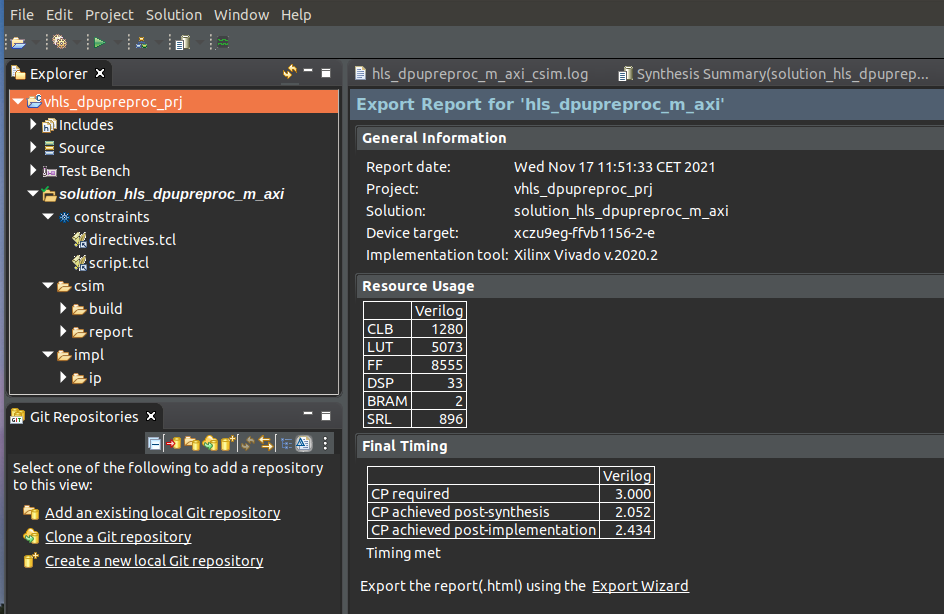 File Edit Project Solution Window Help
Explorer
vhls_dpupreproc_prj
Includes
Source
Test Bench
solution_hls_dpupreproc_m_axi
constraints
directives.tcl
script.tcl
csim
build
report
impl
ip
Git Repositories
Select one of the following to add a repository
to this view:
Add an existing local Git repository
Clone a Git repository
Create a new local Git repository
hls_dpupreproc_m_axi_csim.log Synthesis Summary(solution_hls_dpuprep...
Export Report for 'hls_dpupreproc_m_axi'
General Information
Report date: Wed Nov 17 11:51:33 CET 2021
Project: vhls_dpupreproc_prj
Solution: solution_hls_dpupreproc_m_axi
Device target: xczu9eg-ffvb1156-2-e
Implementation tool: Xilinx Vivado v.2020.2
Resource Usage
Verilog
CLB 1280
LUT 5073
FF 8555
DSP 33
BRAM 2
SRL 896
Final Timing
Verilog
CP required 3.000
CP achieved post-synthesis 2.052
CP achieved post-implementation 2.434
Timing met
Export the report(.html) using the Export Wizard